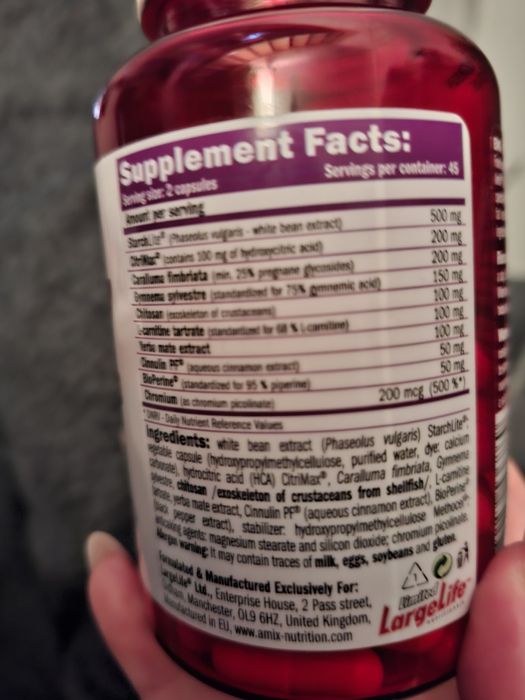 Supplement Facts:
Serving size: 2 capsules Servings per container: 45
Amount per serving
StarchLite® (Phaseolus vulgaris - white bean extract) 500 mg
CitriMax® (contains 100 mg of hydroxycitric acid) 200 mg
Caralluma fimbriata (min. 25% pregnane glycosides) 200 mg
Gymnema sylvestre (standardized for 75% gymnemic acid) 150 mg
Chitosan (exoskeleton of crustaceans) 100 mg
L-carnitine tartrate (standardized for 68 % L-carnitine) 100 mg
Yerba mate extract 100 mg
Cinnulin PF® (aqueous cinnamon extract) 50 mg
BioPerine® (standardized for 95 % piperine) 50 mg
Chromium (as chromium picolinate) 200 mcg (500 %*)
* DNRV - Daily Nutrient Reference Values
Ingredients: white bean extract (Phaseolus vulgaris) StarchLite®,
vegetable capsule (hydroxypropylmethylcellulose, purified water, dye: calcium
carbonate), hydrocitric acid (HCA) CitriMax®, Caralluma fimbriata, Gymnema
sylvestre, chitosan /exoskeleton of crustaceans from shellfish/, L-carnitine
tartrate, yerba mate extract, Cinnulin PF® (aqueous cinnamon extract), BioPerine®
(black pepper extract), stabilizer: hydroxypropylmethylcellulose Methocel®,
anticaking agents: magnesium stearate and silicon dioxide; chromium picolinate.
Allergen warning: it may contain traces of milk, eggs, soybeans and gluten.
Formulated & Manufactured Exclusively For:
LargeLife® Ltd., Enterprise House, 2 Pass street,
Oldham, Manchester, OL9 6HZ, United Kingdom,
Manufactured in EU, www.amix-nutrition.com
1
Limited
LargeLife™